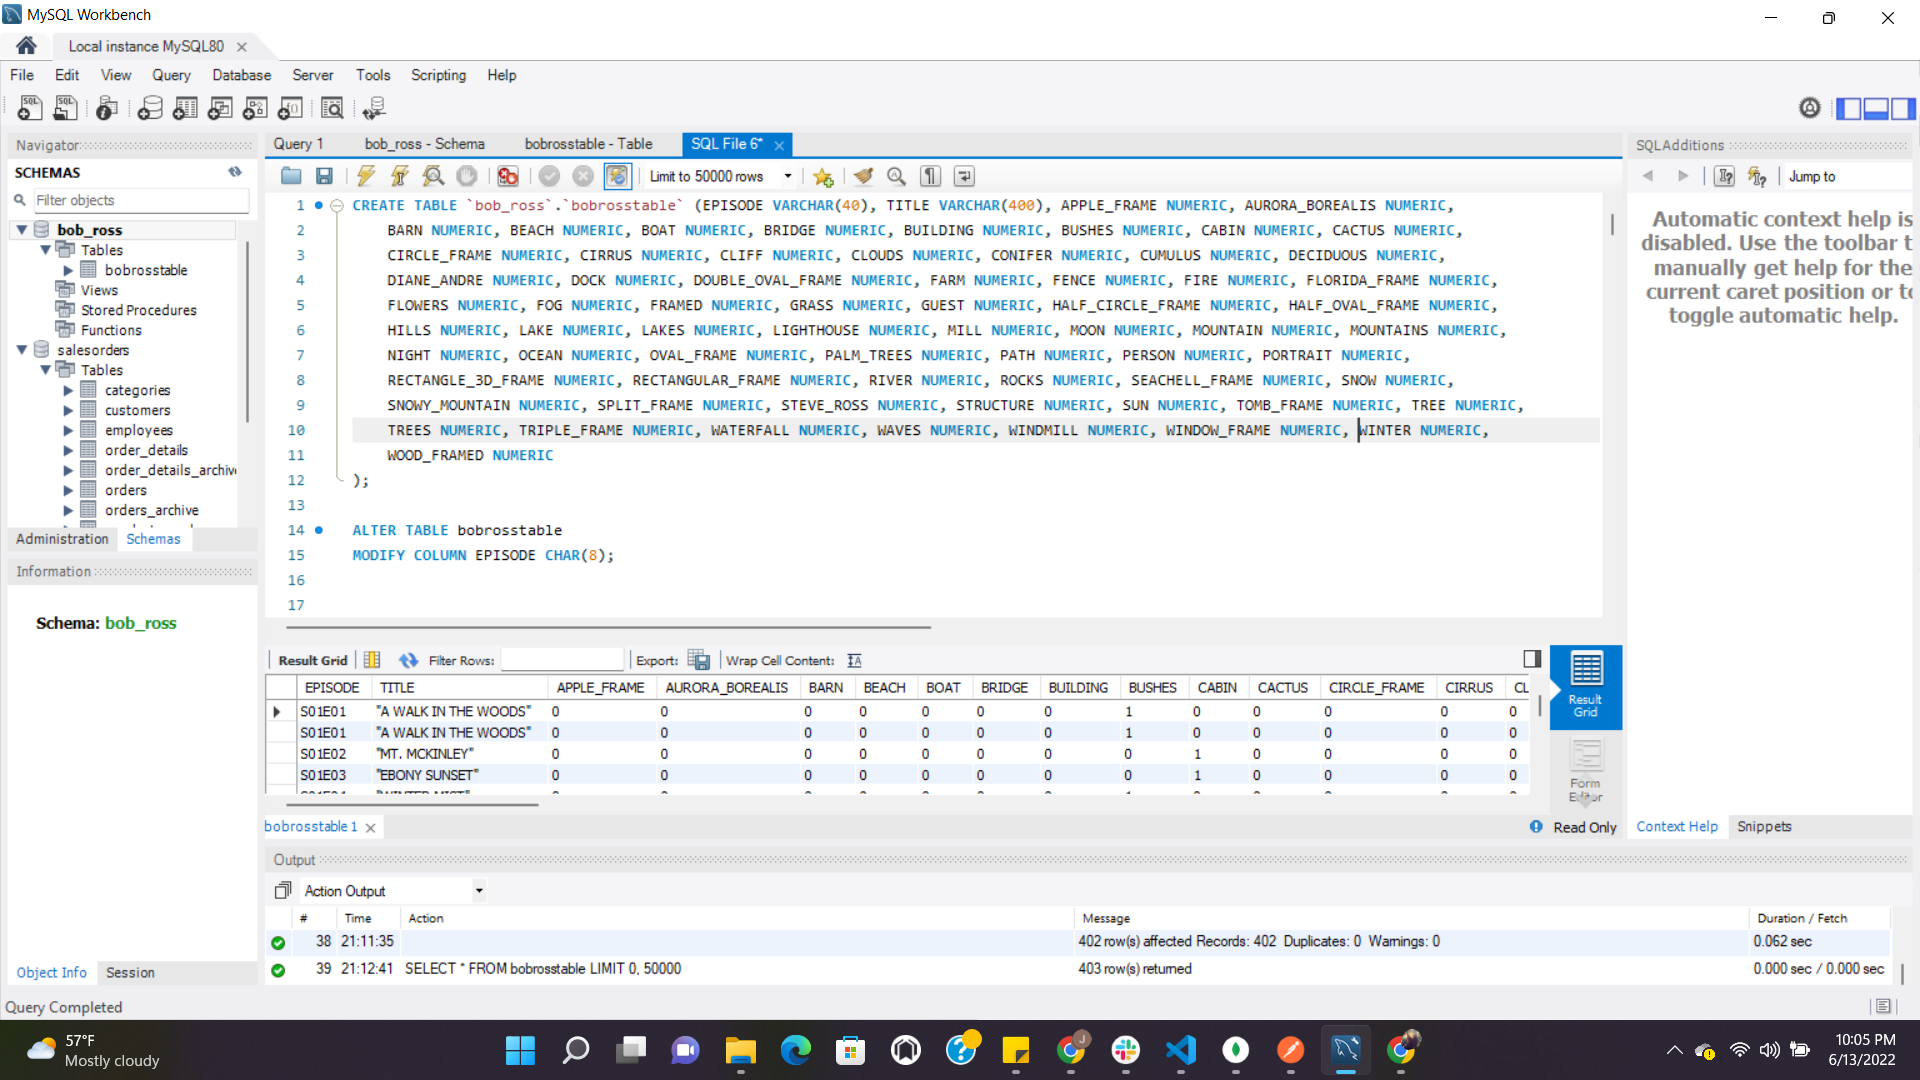 MySQL Workbench
Local instance MySQL80
File Edit View Query Database Server Tools Scripting Help
Navigator
SCHEMAS
Filter objects
bob_ross
Tables
bobrosstable
Views
Stored Procedures
Functions
salesorders
Tables
categories
customers
employees
order_details
order_details_archiv
orders
orders_archive
Administration Schemas
Information
Schema: bob_ross
Object Info Session
Query Completed
Query 1 bob_ross - Schema bobrosstable - Table SQL File 6*
Limit to 50000 rows
1 CREATE TABLE `bob_ross`.`bobrosstable` (EPISODE VARCHAR(40), TITLE VARCHAR(400), APPLE_FRAME NUMERIC, AURORA_BOREALIS NUMERIC,
2 BARN NUMERIC, BEACH NUMERIC, BOAT NUMERIC, BRIDGE NUMERIC, BUILDING NUMERIC, BUSHES NUMERIC, CABIN NUMERIC, CACTUS NUMERIC,
3 CIRCLE_FRAME NUMERIC, CIRRUS NUMERIC, CLIFF NUMERIC, CLOUDS NUMERIC, CONIFER NUMERIC, CUMULUS NUMERIC, DECIDUOUS NUMERIC,
4 DIANE_ANDRE NUMERIC, DOCK NUMERIC, DOUBLE_OVAL_FRAME NUMERIC, FARM NUMERIC, FENCE NUMERIC, FIRE NUMERIC, FLORIDA_FRAME NUMERIC,
5 FLOWERS NUMERIC, FOG NUMERIC, FRAMED NUMERIC, GRASS NUMERIC, GUEST NUMERIC, HALF_CIRCLE_FRAME NUMERIC, HALF_OVAL_FRAME NUMERIC,
6 HILLS NUMERIC, LAKE NUMERIC, LAKES NUMERIC, LIGHTHOUSE NUMERIC, MILL NUMERIC, MOON NUMERIC, MOUNTAIN NUMERIC, MOUNTAINS NUMERIC,
7 NIGHT NUMERIC, OCEAN NUMERIC, OVAL_FRAME NUMERIC, PALM_TREES NUMERIC, PATH NUMERIC, PERSON NUMERIC, PORTRAIT NUMERIC,
8 RECTANGLE_3D_FRAME NUMERIC, RECTANGULAR_FRAME NUMERIC, RIVER NUMERIC, ROCKS NUMERIC, SEACHELL_FRAME NUMERIC, SNOW NUMERIC,
9 SNOWY_MOUNTAIN NUMERIC, SPLIT_FRAME NUMERIC, STEVE_ROSS NUMERIC, STRUCTURE NUMERIC, SUN NUMERIC, TOMB_FRAME NUMERIC, TREE NUMERIC,
10 TREES NUMERIC, TRIPLE_FRAME NUMERIC, WATERFALL NUMERIC, WAVES NUMERIC, WINDMILL NUMERIC, WINDOW_FRAME NUMERIC, WINTER NUMERIC,
11 WOOD_FRAMED NUMERIC
12 );
13
14 ALTER TABLE bobrosstable
15 MODIFY COLUMN EPISODE CHAR(8);
16
17
Result Grid Filter Rows: Export: Wrap Cell Content:
EPISODE TITLE APPLE_FRAME AURORA_BOREALIS BARN BEACH BOAT BRIDGE BUILDING BUSHES CABIN CACTUS CIRCLE_FRAME CIRRUS CL
S01E01 "A WALK IN THE WOODS" 0 0 0 0 0 0 0 1 0 0 0 0 0
S01E01 "A WALK IN THE WOODS" 0 0 0 0 0 0 0 1 0 0 0 0 0
S01E02 "MT. MCKINLEY" 0 0 0 0 0 0 0 0 1 0 0 0 0
S01E03 "EBONY SUNSET" 0 0 0 0 0 0 0 0 1 0 0 0 0
Result Grid
Form Editor
bobrosstable 1
Read Only
Output
Action Output
# Time Action Message Duration / Fetch
38 21:11:35 402 row(s) affected Records: 402 Duplicates: 0 Warnings: 0 0.062 sec
39 21:12:41 SELECT * FROM bobrosstable LIMIT 0, 50000 403 row(s) returned 0.000 sec / 0.000 sec
SQLAdditions
Jump to
Automatic context help is
disabled. Use the toolbar t
manually get help for the
current caret position or to
toggle automatic help.
Context Help Snippets
57°F
Mostly cloudy
10:05 PM
6/13/2022